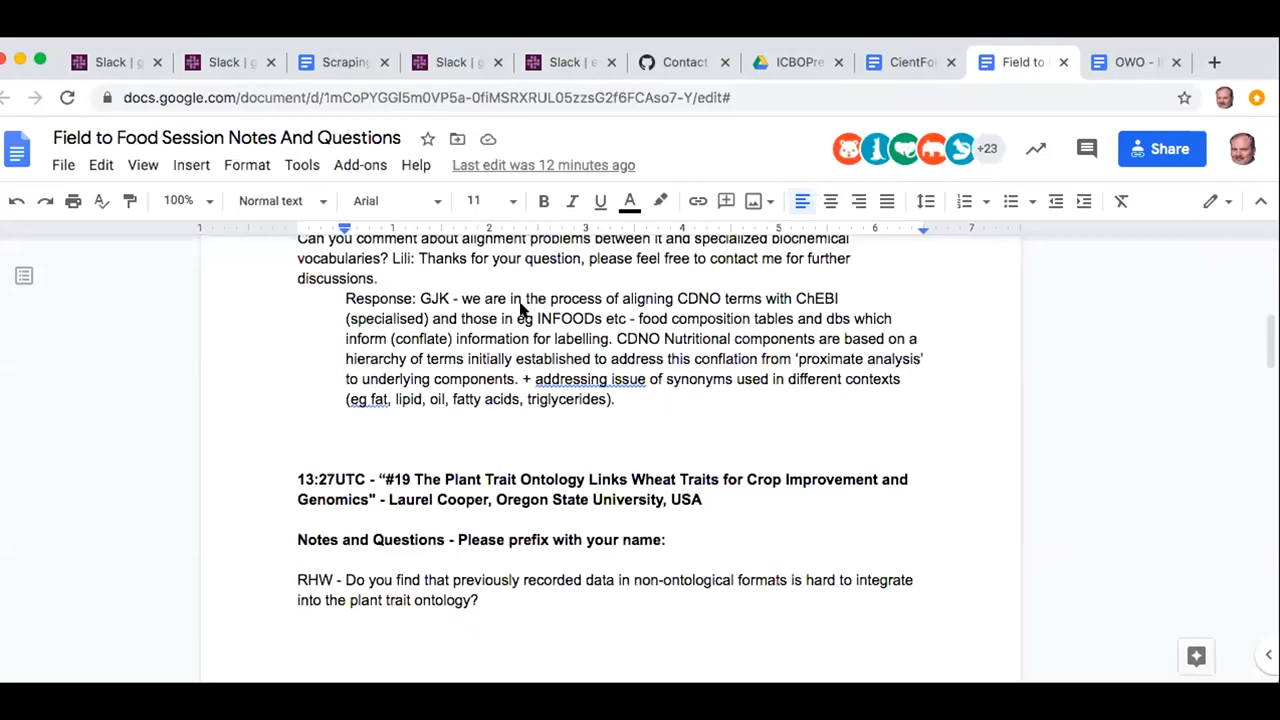 Slack | g
Slack | g
Scraping
Slack | g
Slack | e
Contact
ICBOPre
CientFo
Field to
OWO - I
docs.google.com/document/d/1mCoPYGGI5m0VP5a-0fiMSRXRUL05zzsG2f6FCAso7-Y/edit#
Field to Food Session Notes And Questions
+23
Share
File Edit View Insert Format Tools Add-ons Help Last edit was 12 minutes ago
100% Normal text Arial 11 B I U A
1 1 2 3 4 5 6 7
Can you comment about alignment problems between it and specialized biochemical
vocabularies? Lili: Thanks for your question, please feel free to contact me for further
discussions.
Response: GJK - we are in the process of aligning CDNO terms with ChEBI
(specialised) and those in eg INFOODs etc - food composition tables and dbs which
inform (conflate) information for labelling. CDNO Nutritional components are based on a
hierarchy of terms initially established to address this conflation from ‘proximate analysis’
to underlying components. + addressing issue of synonyms used in different contexts
(eg fat, lipid, oil, fatty acids, triglycerides).
13:27UTC - “#19 The Plant Trait Ontology Links Wheat Traits for Crop Improvement and
Genomics" - Laurel Cooper, Oregon State University, USA
Notes and Questions - Please prefix with your name:
RHW - Do you find that previously recorded data in non-ontological formats is hard to integrate
into the plant trait ontology?